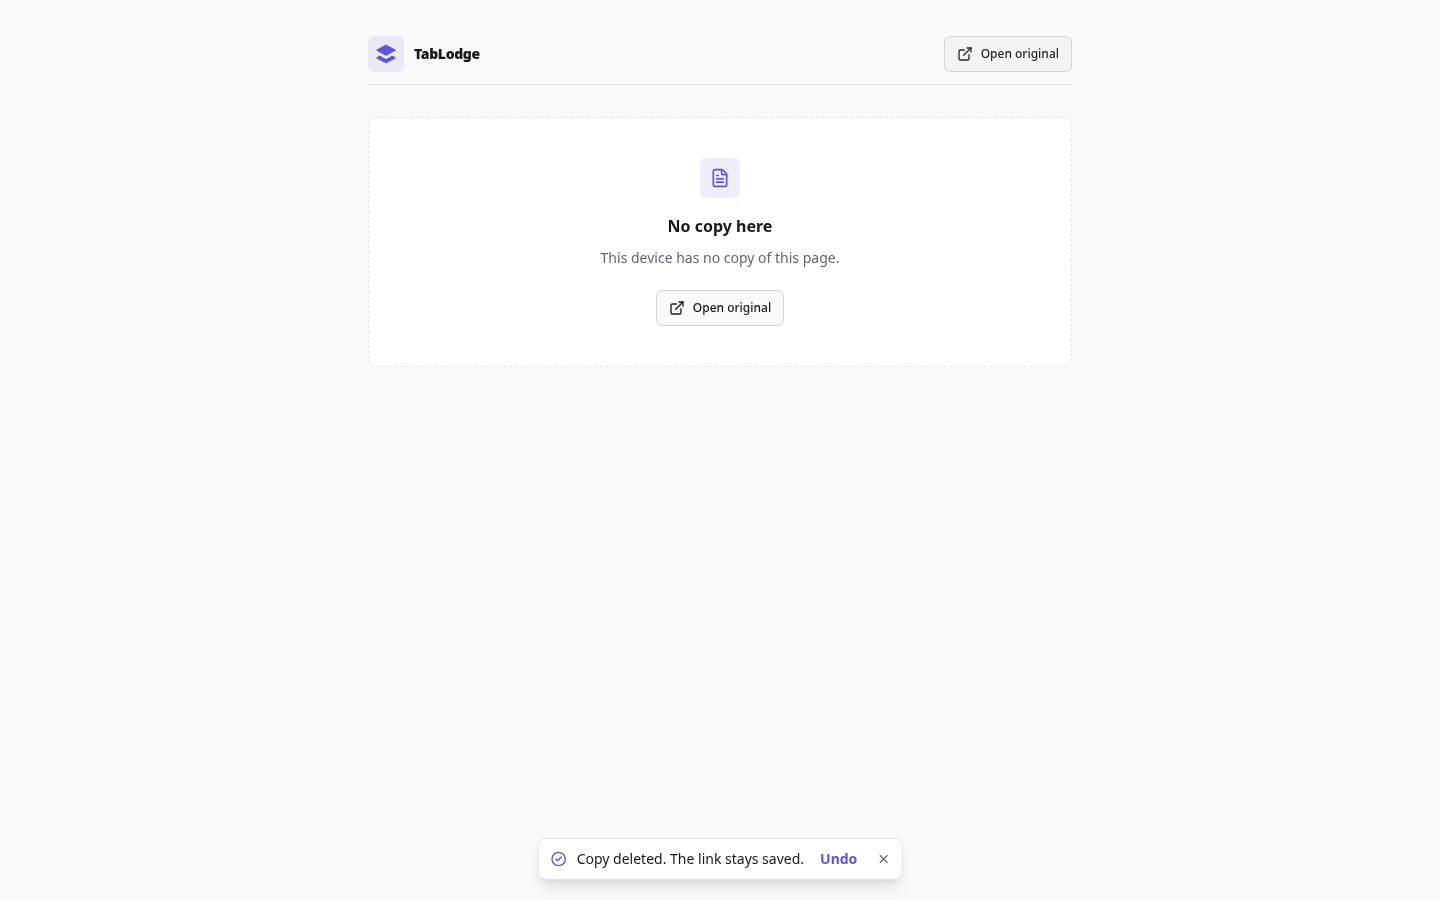 TabLodge
Open original
No copy here
This device has no copy of this page.
Open original
Copy deleted. The link stays saved. Undo